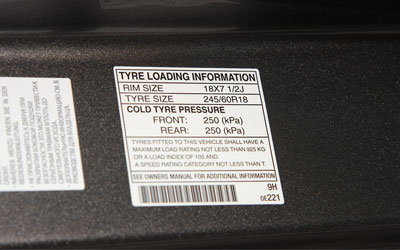 TYRE LOADING INFORMATION
RIM SIZE 18X7 1/2J
TYRE SIZE 245/60R18
COLD TYRE PRESSURE
FRONT: 250 (kPa)
REAR: 250 (kPa)
TYRES FITTED TO THIS VEHICLE SHALL HAVE A
MAXIMUM LOAD RATING NOT LESS THAN 925 KG
OR A LOAD INDEX OF 105 AND
A SPEED RATING CATEGORY NOT LESS THAN T.
SEE OWNERS MANUAL FOR ADDITIONAL INFORMATION
9H
0E221